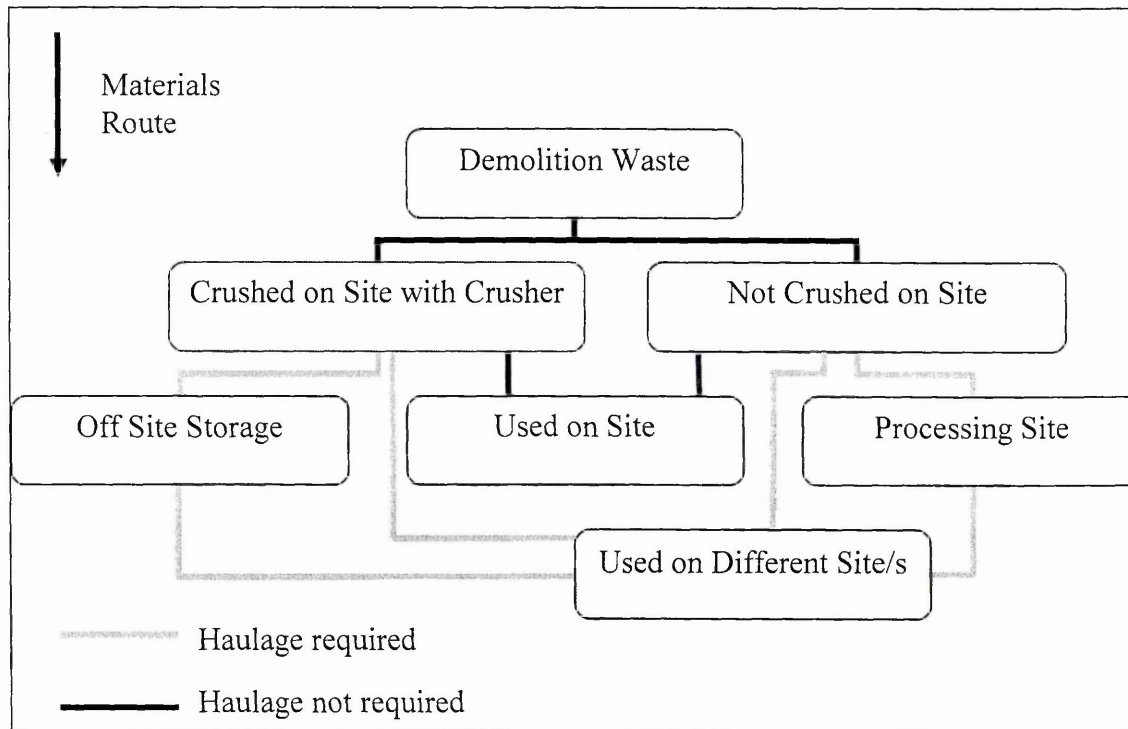 Materials
Route
Demolition Waste
Crushed on Site with Crusher
Not Crushed on Site
Off Site Storage
Used on Site
Processing Site
Used on Different Site/s
Haulage required
Haulage not required